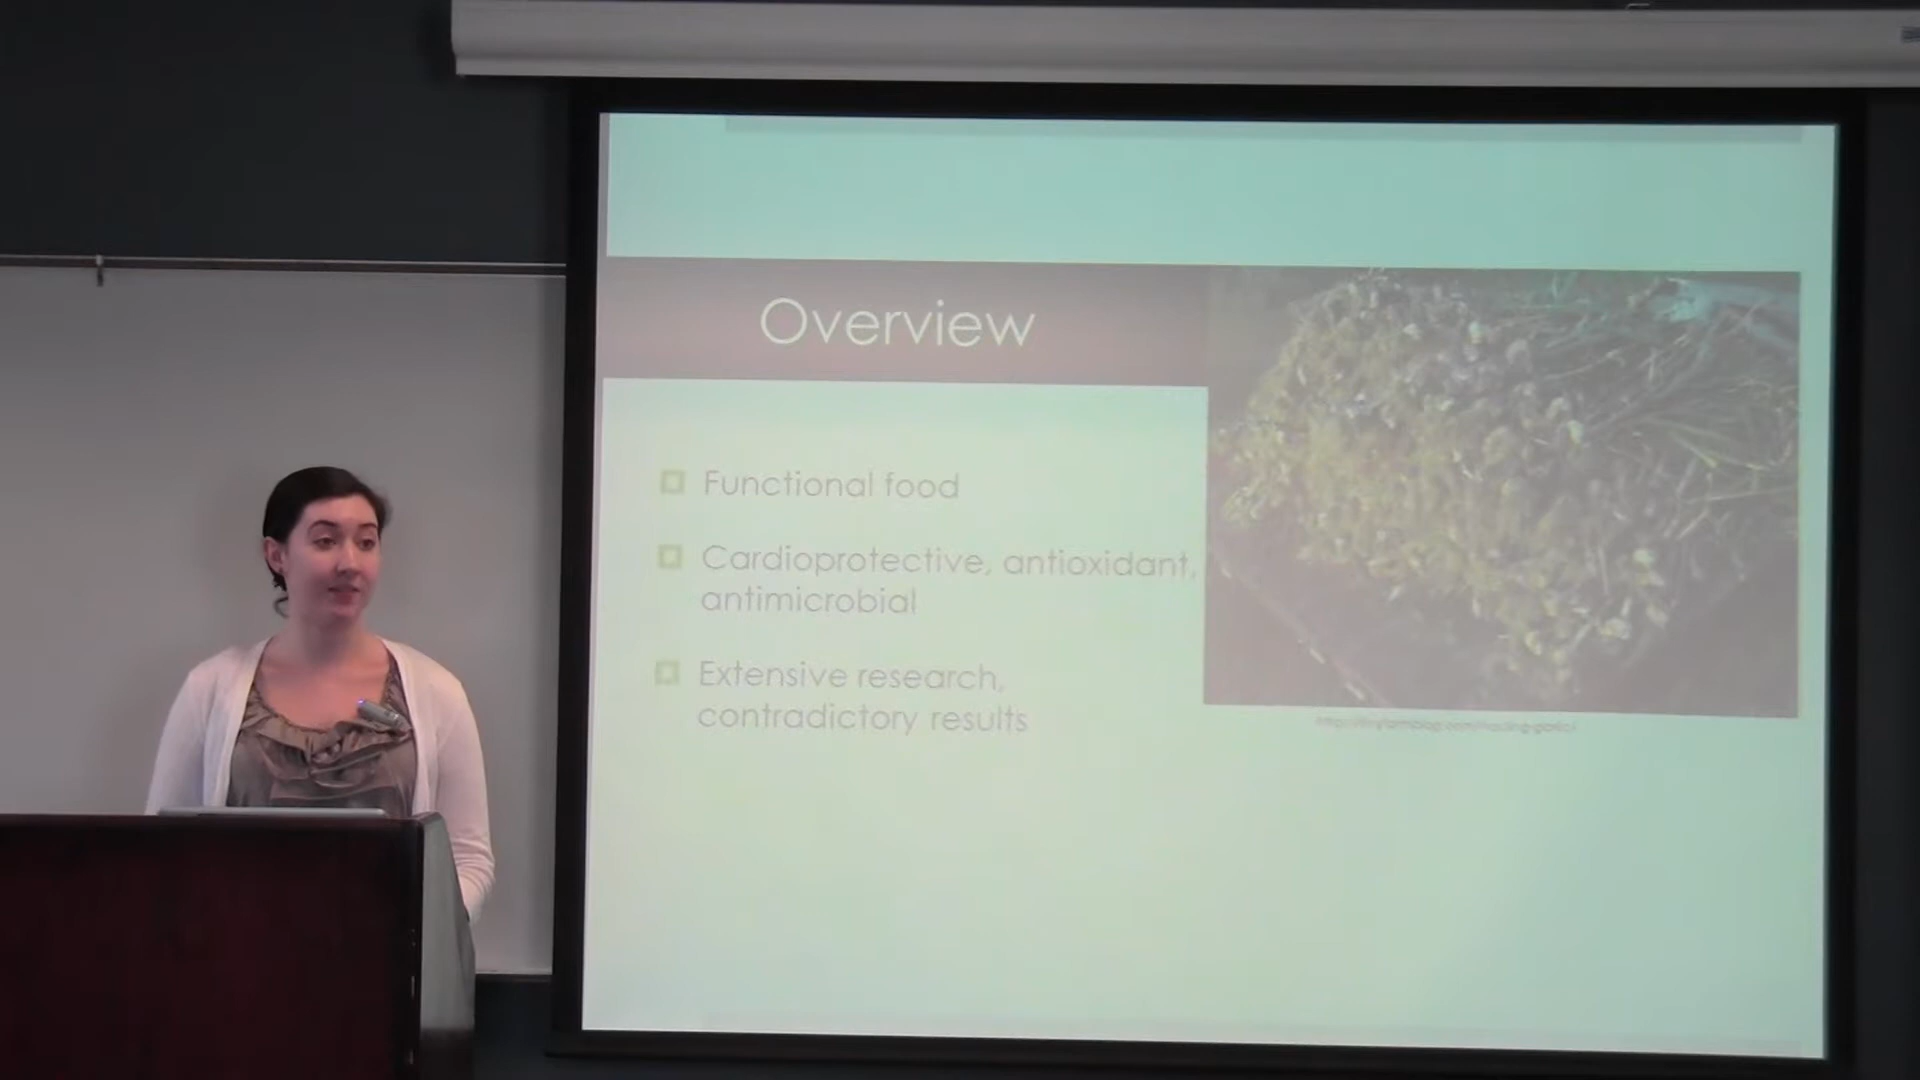 Overview
Functional food
Cardioprotective, antioxidant,
antimicrobial
Extensive research,
contradictory results